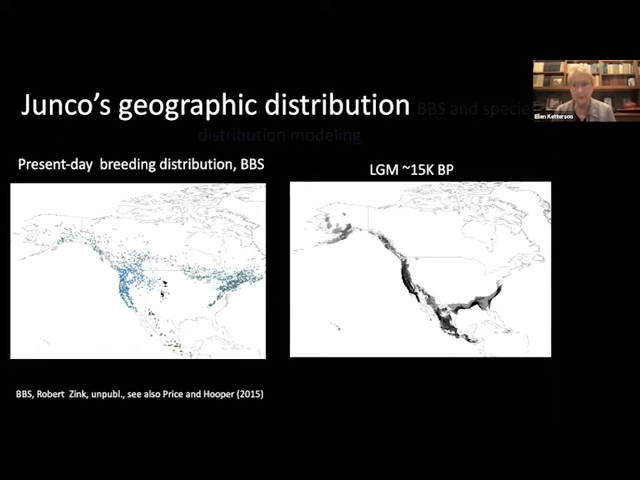 Junco's geographic distribution BBS and specie
distribution modeling
Ellen Ketterson
Present-day breeding distribution, BBS
LGM ~15K BP
BBS, Robert Zink, unpubl., see also Price and Hooper (2015)